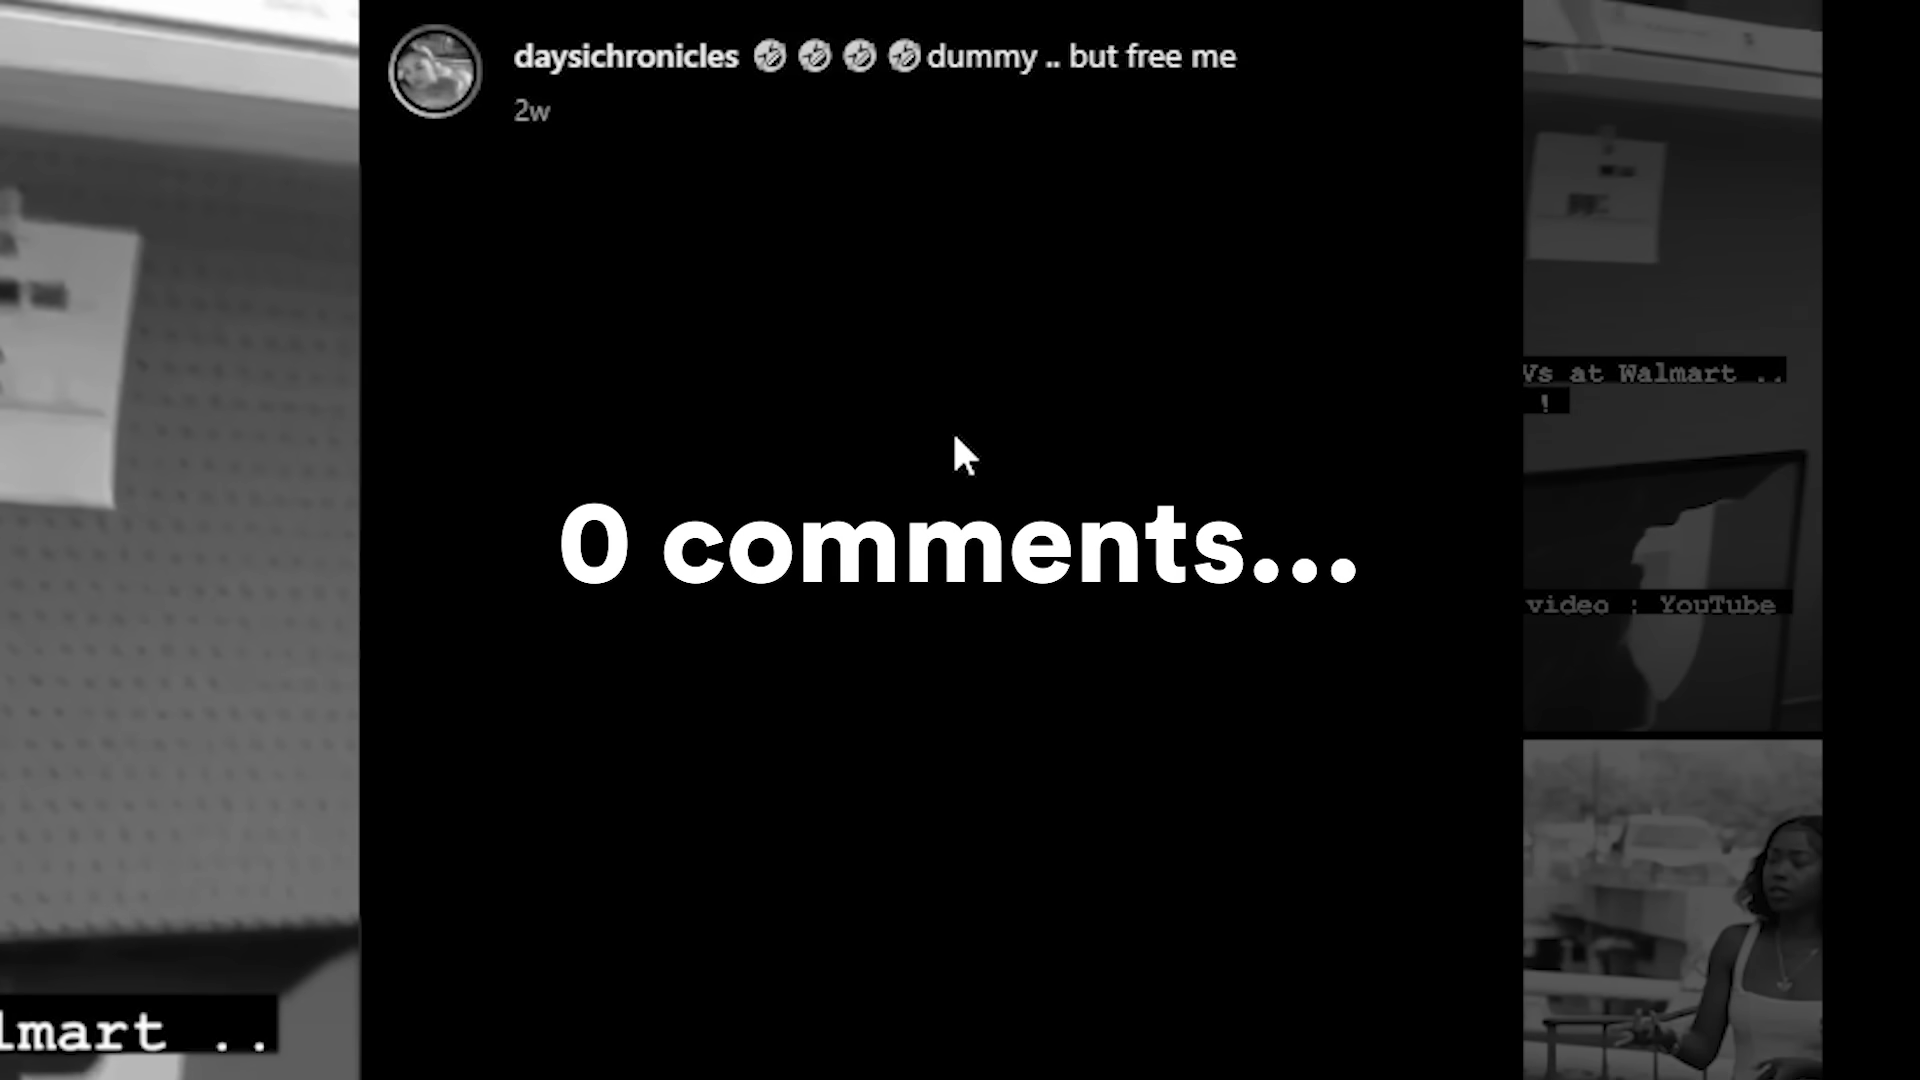 daysichronicles 🤣 🤣 🤣 🤣 dummy .. but free me
2w
Vs at Walmart ..
!
0 comments...
video : YouTube
lmart ..